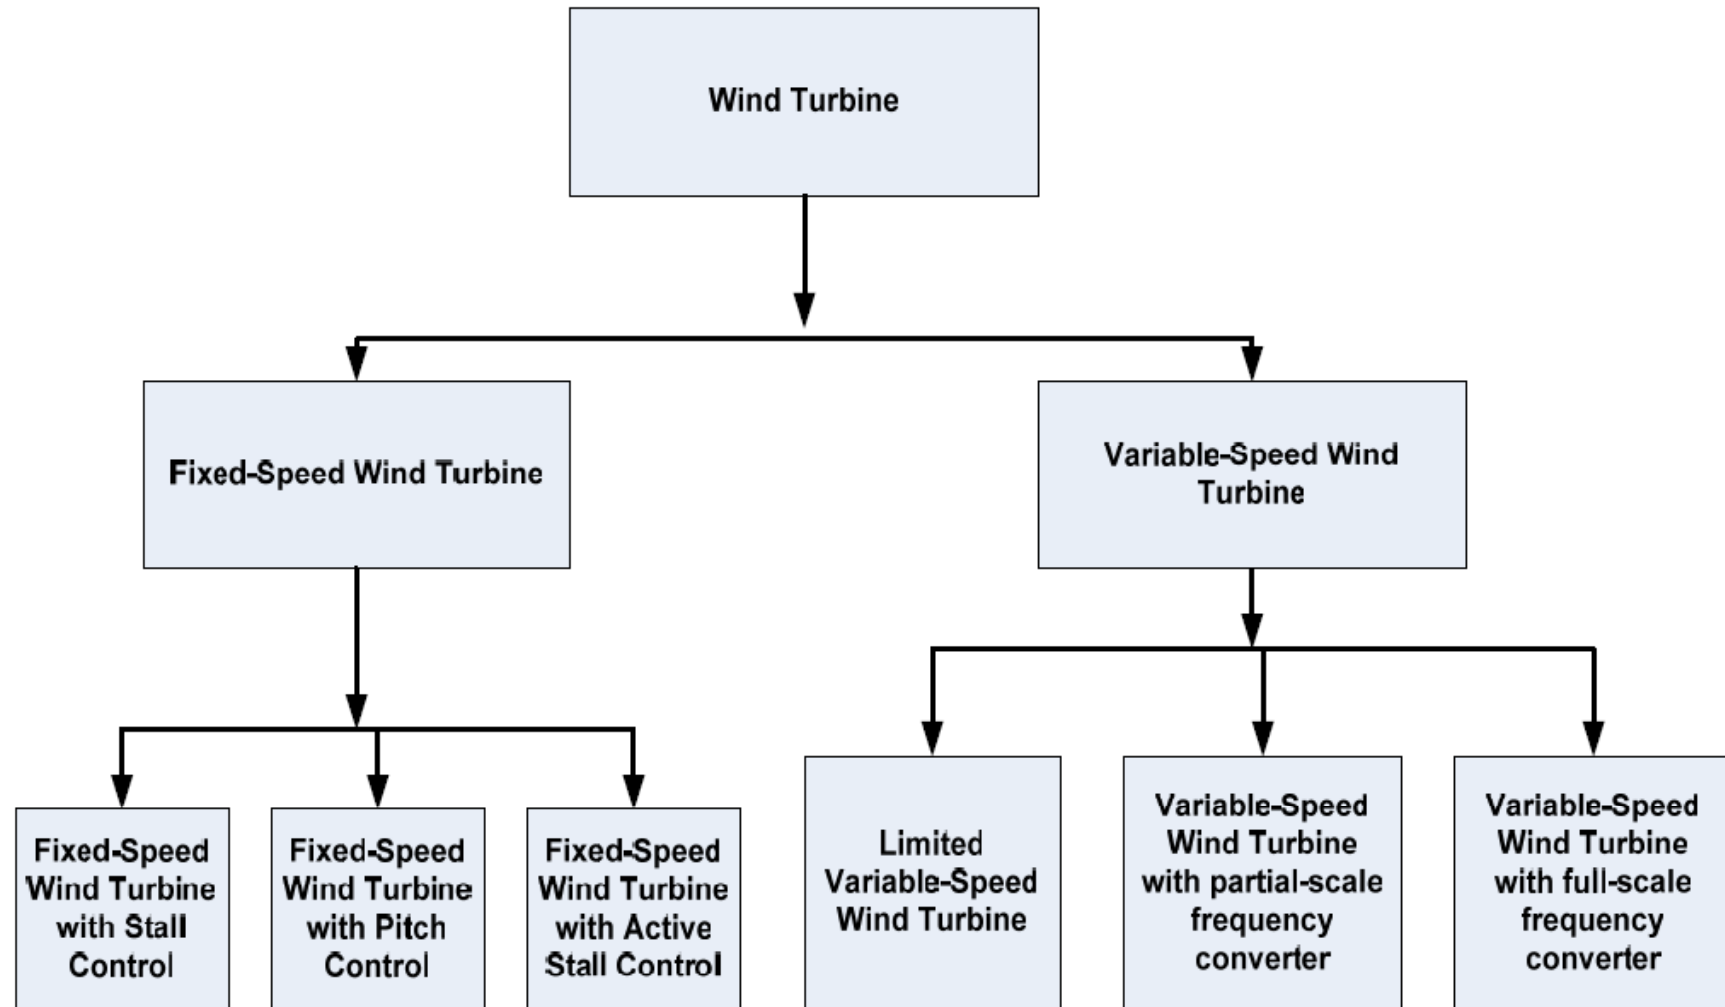 Wind Turbine
Fixed-Speed Wind Turbine
Variable-Speed Wind
Turbine
Fixed-Speed
Wind Turbine
with Stall
Control
Fixed-Speed
Wind Turbine
with Pitch
Control
Fixed-Speed
Wind Turbine
with Active
Stall Control
Limited
Variable-Speed
Wind Turbine
Variable-Speed
Wind Turbine
with partial-scale
frequency
converter
Variable-Speed
Wind Turbine
with full-scale
frequency
converter